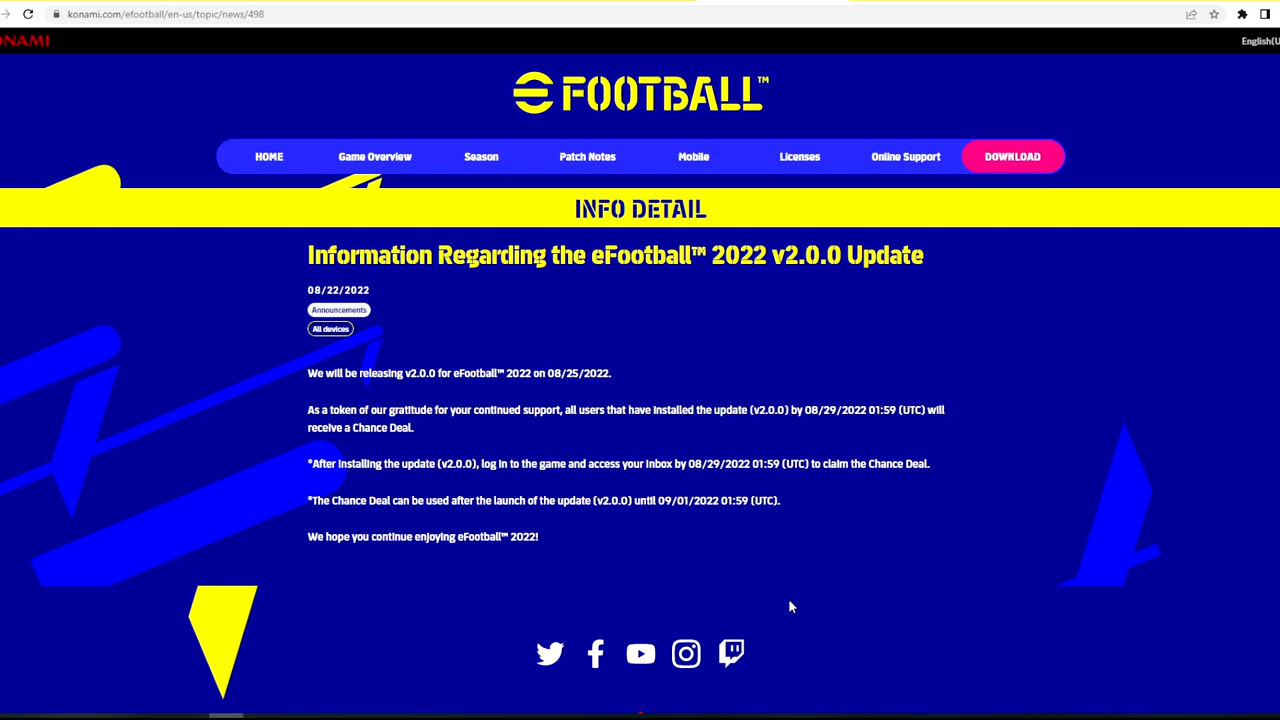 konami.com/efootball/en-us/topic/news/498
ONAMI
English(U
FOOTBALL™
HOME Game Overview Season Patch Notes Mobile Licenses Online Support DOWNLOAD
INFO DETAIL
Information Regarding the eFootball™ 2022 v2.0.0 Update
08/22/2022
Announcements
All devices
We will be releasing v2.0.0 for eFootball™ 2022 on 08/25/2022.
As a token of our gratitude for your continued support, all users that have installed the update (v2.0.0) by 08/29/2022 01:59 (UTC) will
receive a Chance Deal.
*After installing the update (v2.0.0), log in to the game and access your Inbox by 08/29/2022 01:59 (UTC) to claim the Chance Deal.
*The Chance Deal can be used after the launch of the update (v2.0.0) until 09/01/2022 01:59 (UTC).
We hope you continue enjoying eFootball™ 2022!